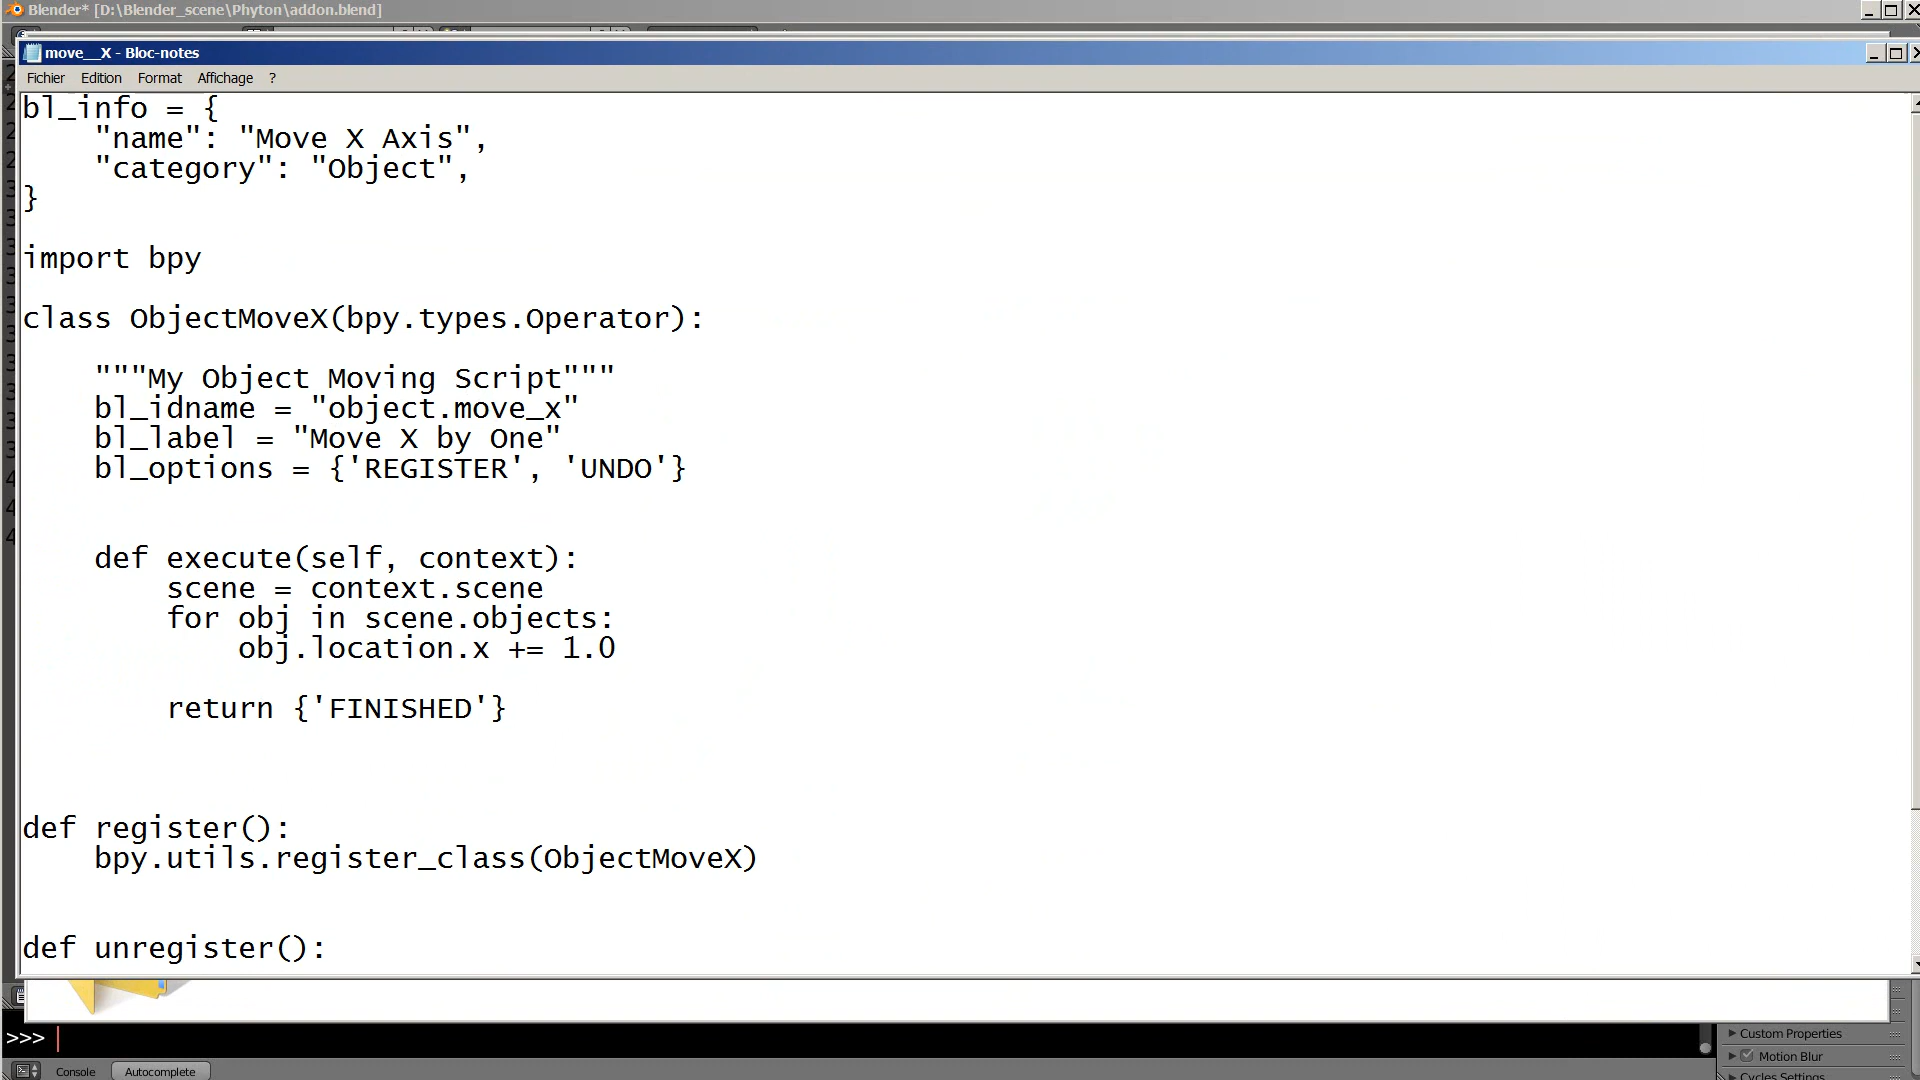 Blender* [D:\Blender_scene\Phyton\addon.blend]
move__X - Bloc-notes
Fichier Edition Format Affichage ?
bl_info = {
    "name": "Move X Axis",
    "category": "Object",
}
import bpy
class ObjectMoveX(bpy.types.Operator):
    """My Object Moving Script"""
    bl_idname = "object.move_x"
    bl_label = "Move X by One"
    bl_options = {'REGISTER', 'UNDO'}
    def execute(self, context):
        scene = context.scene
        for obj in scene.objects:
            obj.location.x += 1.0
        return {'FINISHED'}
def register():
    bpy.utils.register_class(ObjectMoveX)
def unregister():
>>>
Custom Properties
Motion Blur
Cycles Settings
Console Autocomplete